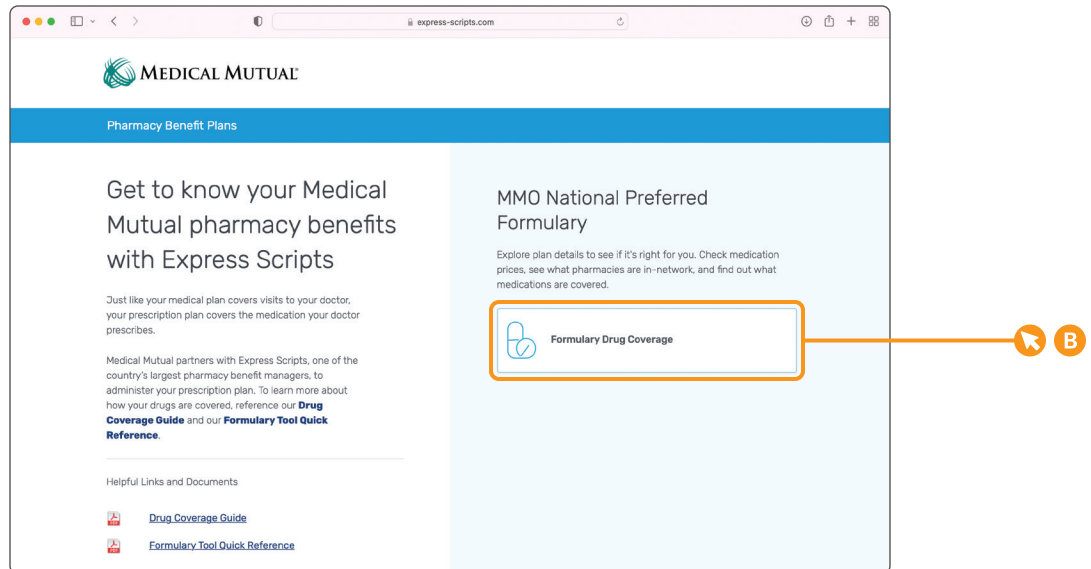 express-scripts.com
MEDICAL MUTUAL®
Pharmacy Benefit Plans
Get to know your Medical
Mutual pharmacy benefits
with Express Scripts
Just like your medical plan covers visits to your doctor,
your prescription plan covers the medication your doctor
prescribes.
Medical Mutual partners with Express Scripts, one of the
country's largest pharmacy benefit managers, to
administer your prescription plan. To learn more about
how your drugs are covered, reference our Drug
Coverage Guide and our Formulary Tool Quick
Reference.
Helpful Links and Documents
PDF
Drug Coverage Guide
PDF
Formulary Tool Quick Reference
MMO National Preferred
Formulary
Explore plan details to see if it's right for you. Check medication
prices, see what pharmacies are in-network, and find out what
medications are covered.
Formulary Drug Coverage
B